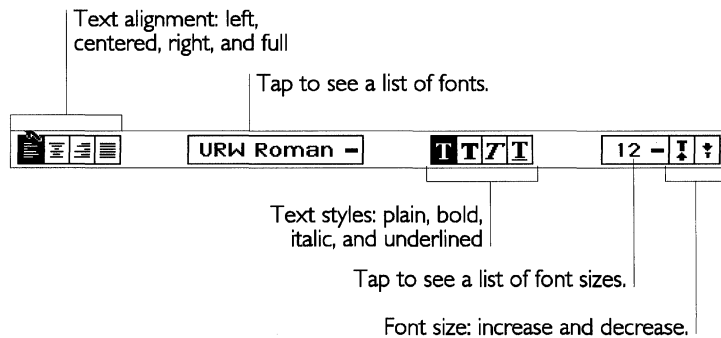 Text alignment: left,
centered, right, and full
Tap to see a list of fonts.
URW Roman
T T T T
12
Text styles: plain, bold,
italic, and underlined
Tap to see a list of font sizes.
Font size: increase and decrease.